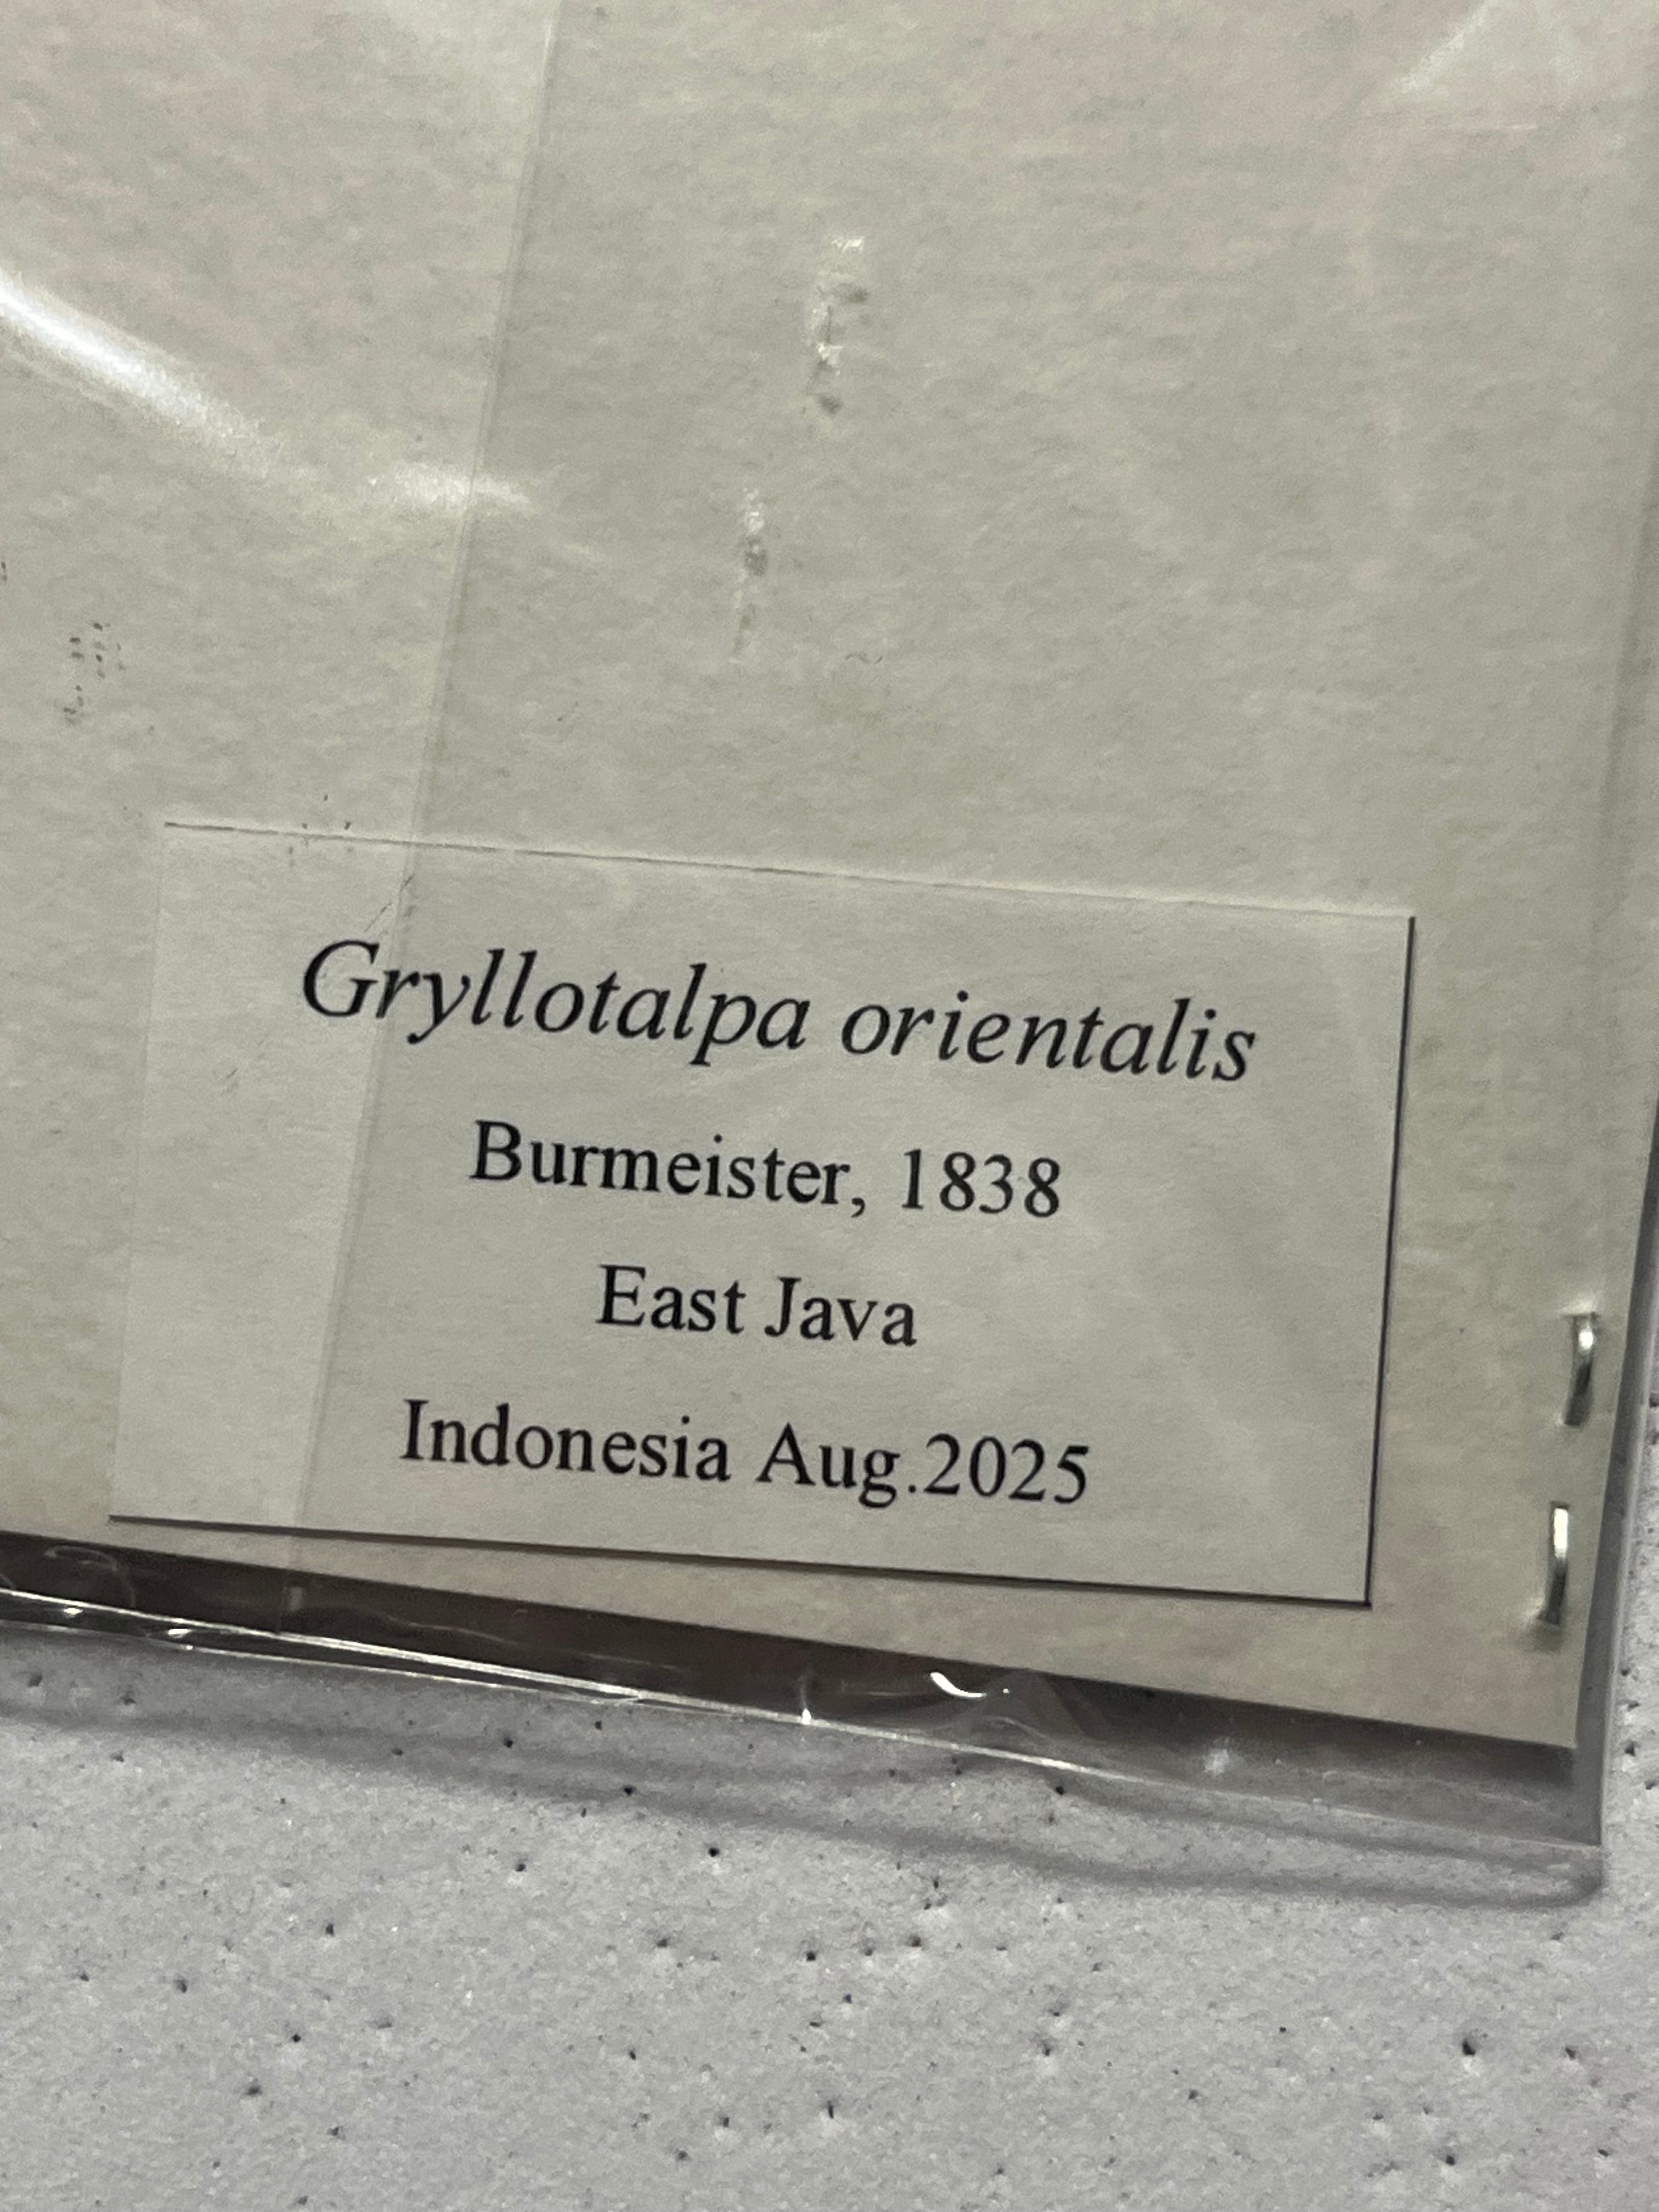 Gryllotalpa orientalis
Burmeister, 1838
East Java
Indonesia Aug.2025